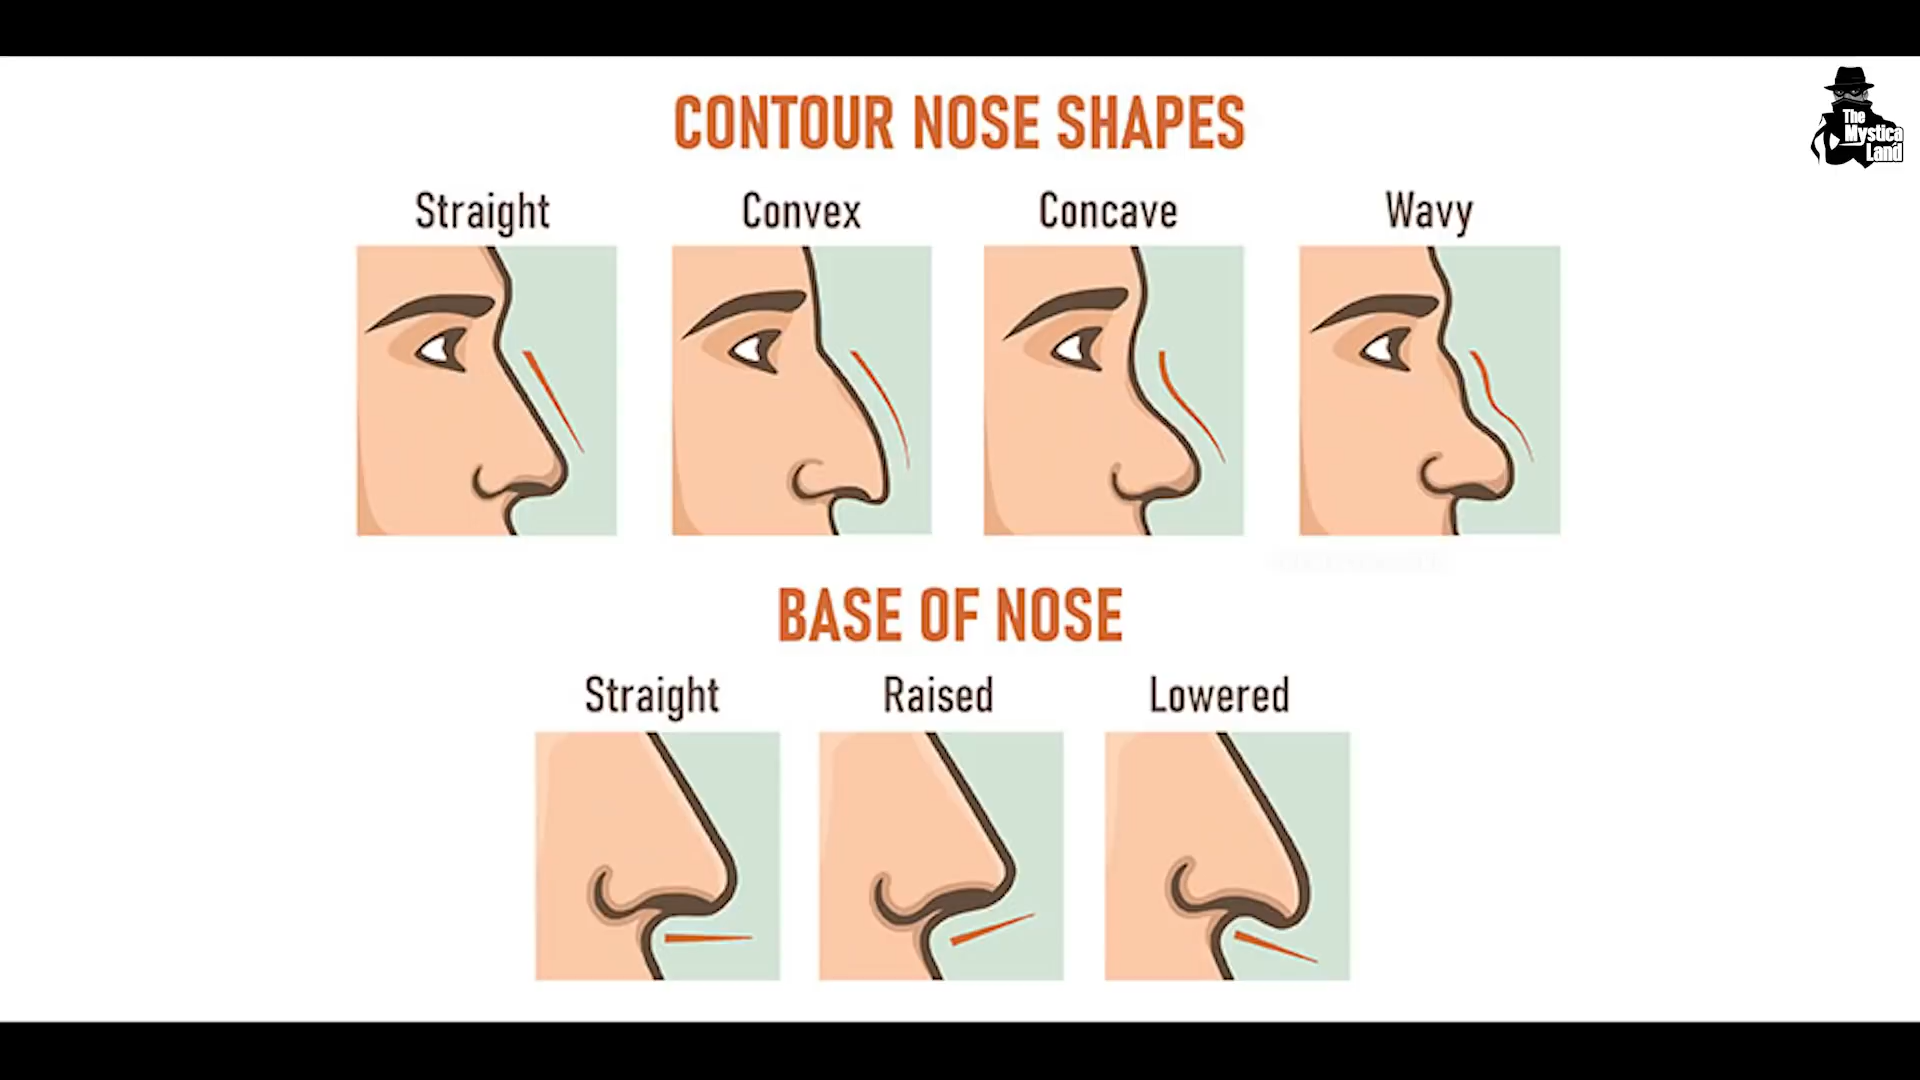 CONTOUR NOSE SHAPES
The
Mystica
Land
Straight Convex Concave Wavy
BASE OF NOSE
Straight Raised Lowered